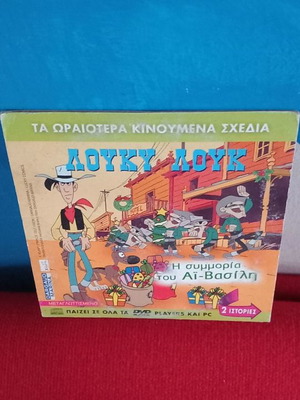 ΤΑ ΩΡΑΙΟΤΕΡΑ ΚΙΝΟΥΜΕΝΑ ΣΧΕΔΙΑ
ΛΟΥΚΥ ΛΟΥΚ
Η συμμορία
του Αϊ-Βασίλη
2 ΙΣΤΟΡΙΕΣ
ΜΕΤΑΓΛΩΤΤΙΣΜΕΝΟ
ΠΑΙΖΕΙ ΣΕ ΟΛΑ ΤΑ DVD PLAYERS ΚΑΙ PC